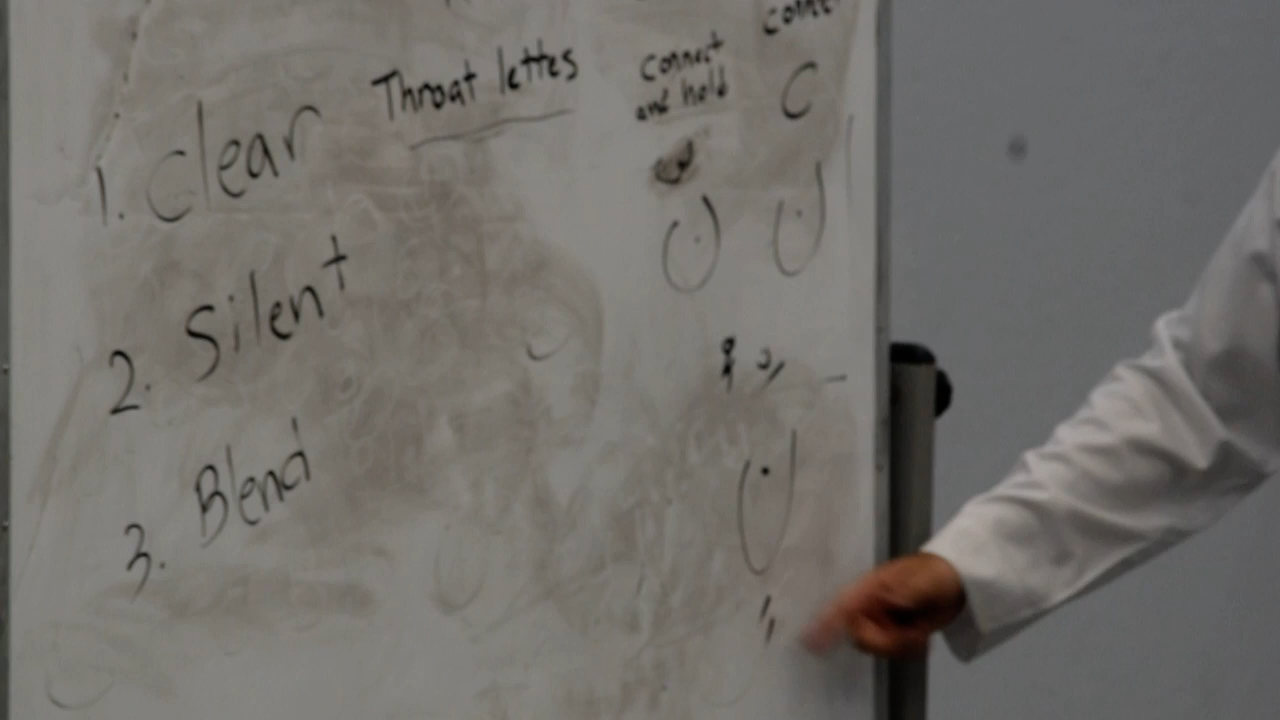 Throat lettes
connect
and hold
C
1. Clear
ن
ن
2. Silent
3. Blend
ن